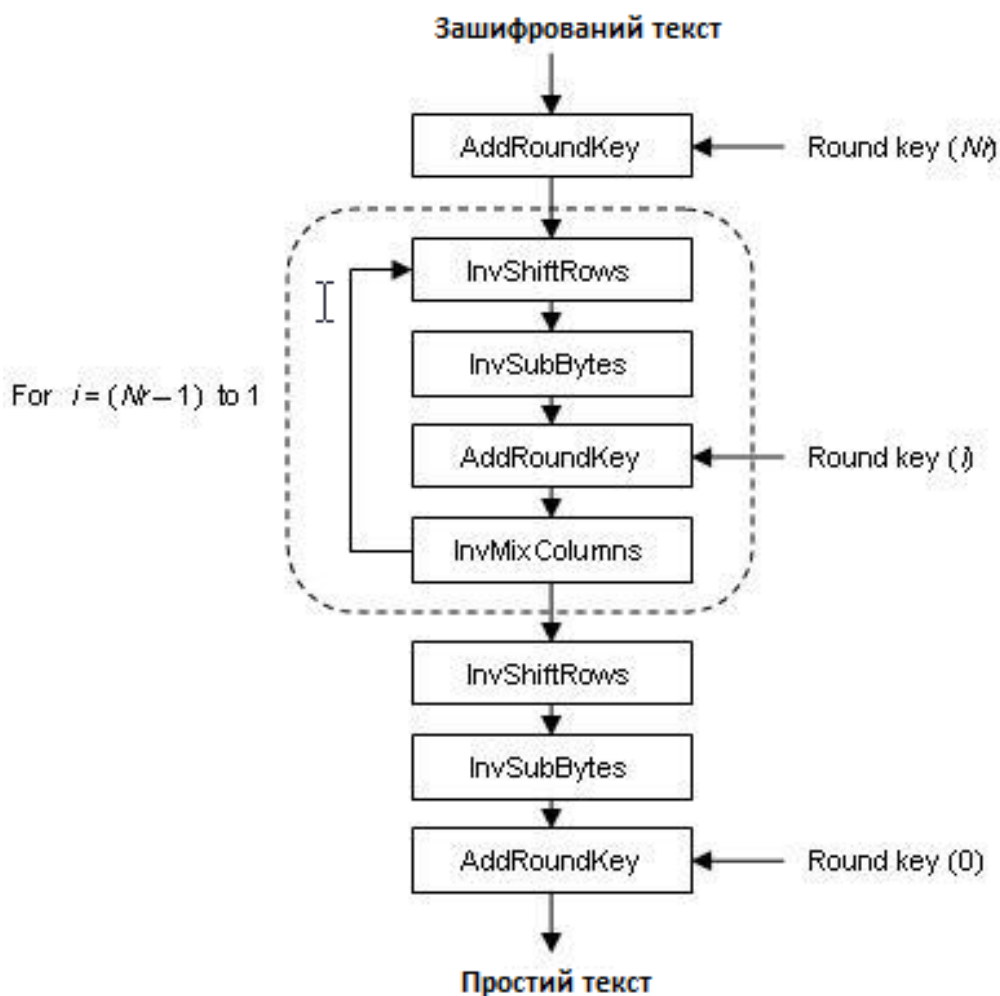 Зашифрований текст
AddRoundKey
Round key (Nr)
InvShiftRows
InvSubBytes
For i = (Nr – 1) to 1
AddRoundKey
Round key (i)
InvMixColumns
InvShiftRows
InvSubBytes
AddRoundKey
Round key (0)
Простий текст